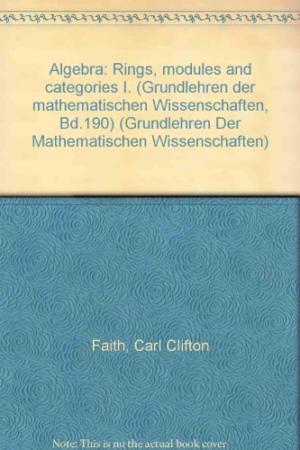 Algebra: Rings, modules and
categories I. (Grundlehren der
mathematischen Wissenschaften,
Bd.190) (Grundlehren Der
Mathematischen Wissenschaften)
Faith, Carl Clifton
Note: This is no the actual book cover